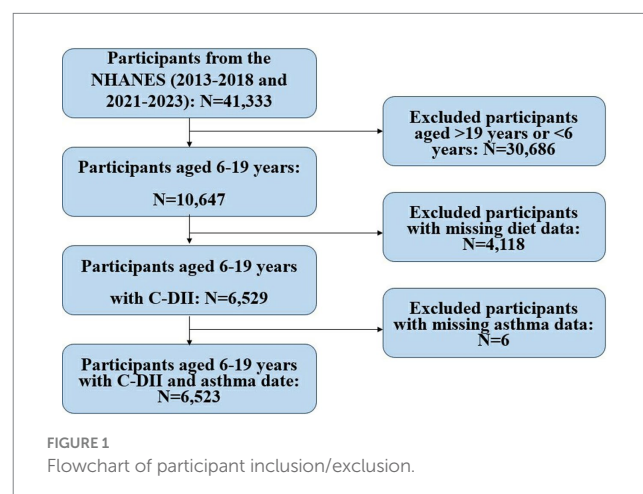 Participants from the
NHANES (2013-2018 and
2021-2023): N=41,333
Excluded participants
aged >19 years or <6
years: N=30,686
Participants aged 6-19 years:
N=10,647
Excluded participants
with missing diet data:
N=4,118
Participants aged 6-19 years
with C-DII: N=6,529
Excluded participants
with missing asthma data:
N=6
Participants aged 6-19 years
with C-DII and asthma date:
N=6,523
FIGURE 1
Flowchart of participant inclusion/exclusion.